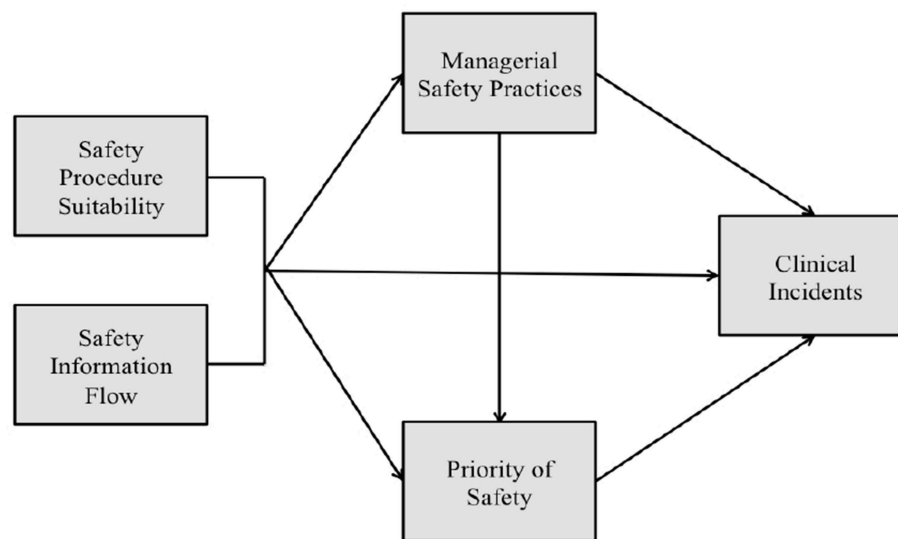 Managerial
Safety Practices
Safety
Procedure
Suitability
Clinical
Incidents
Safety
Information
Flow
Priority of
Safety